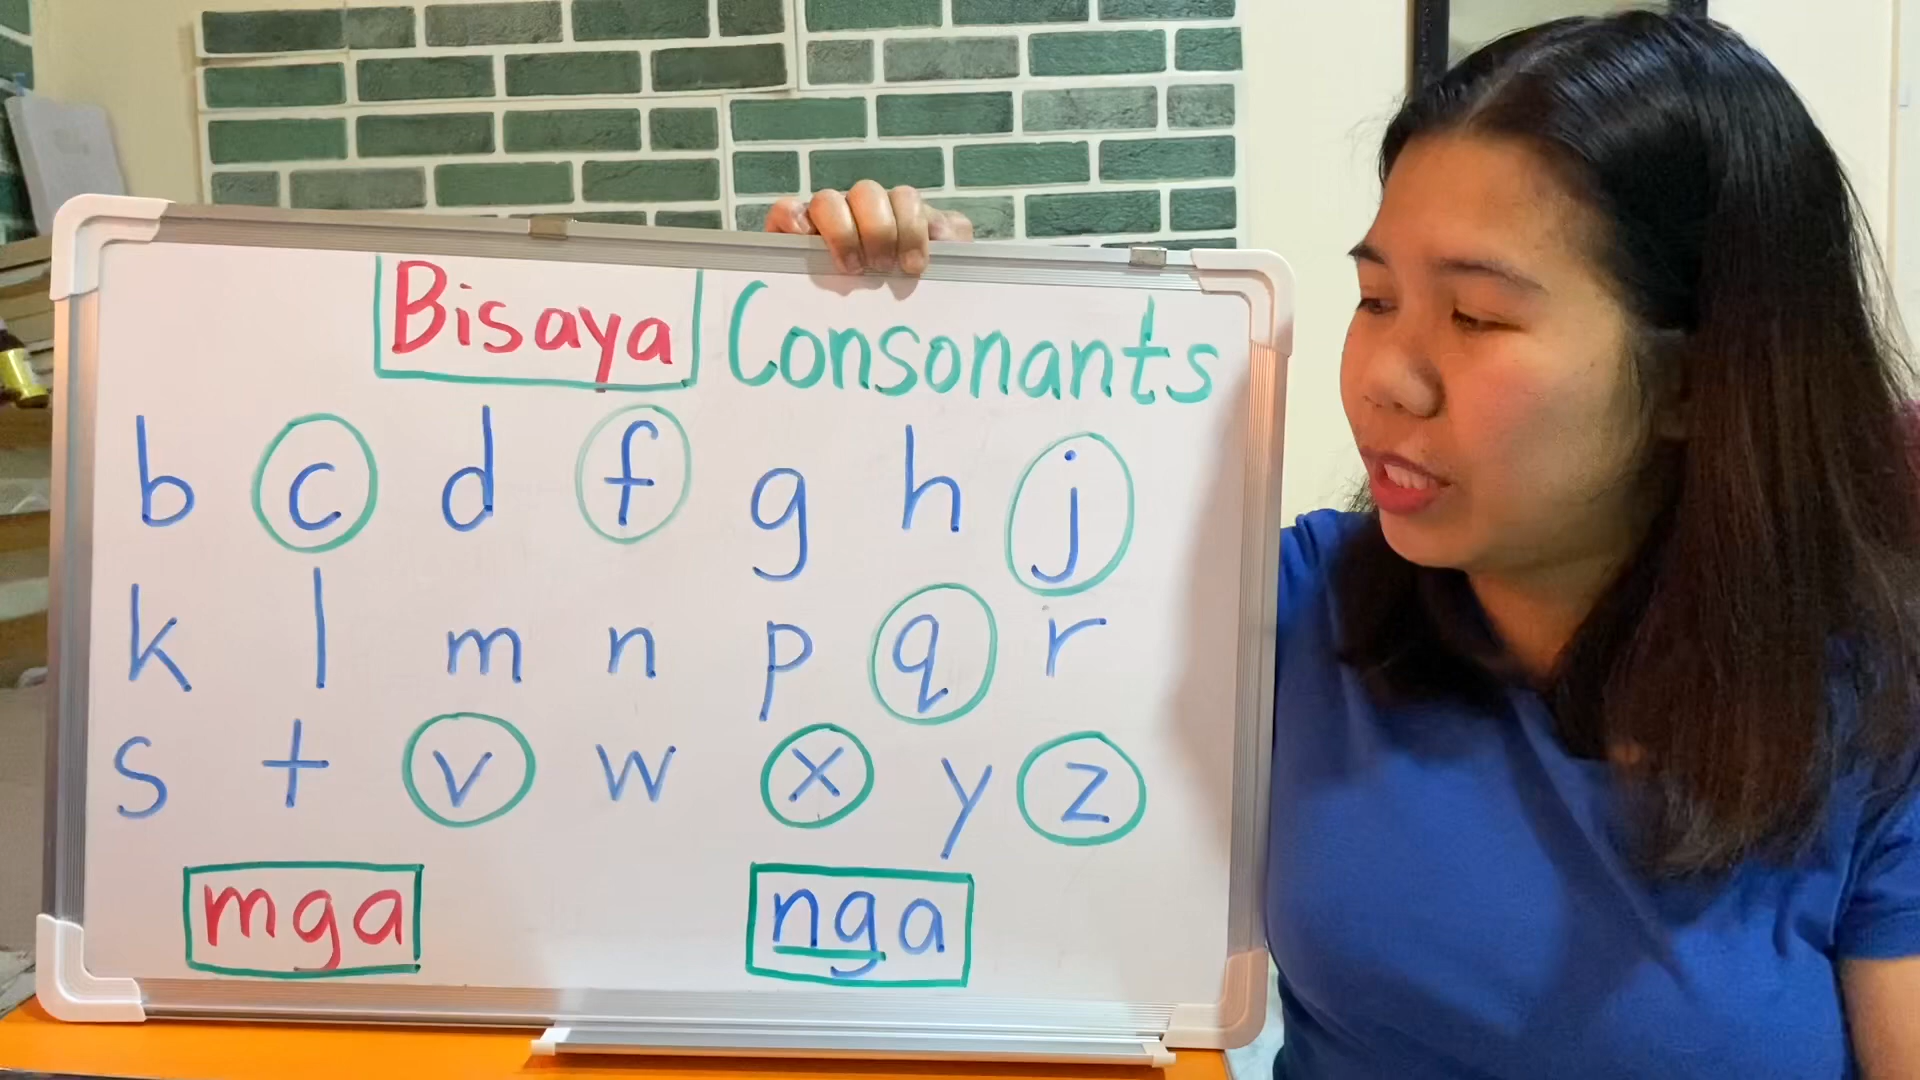 Bisaya Consonants
b c d f g h j
k l m n p q r
s t v w x y z
mga nga